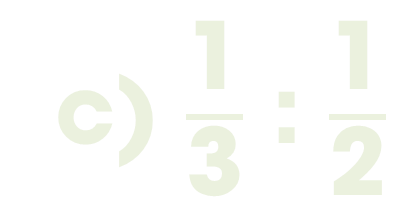 c) 1/3 : 1/2